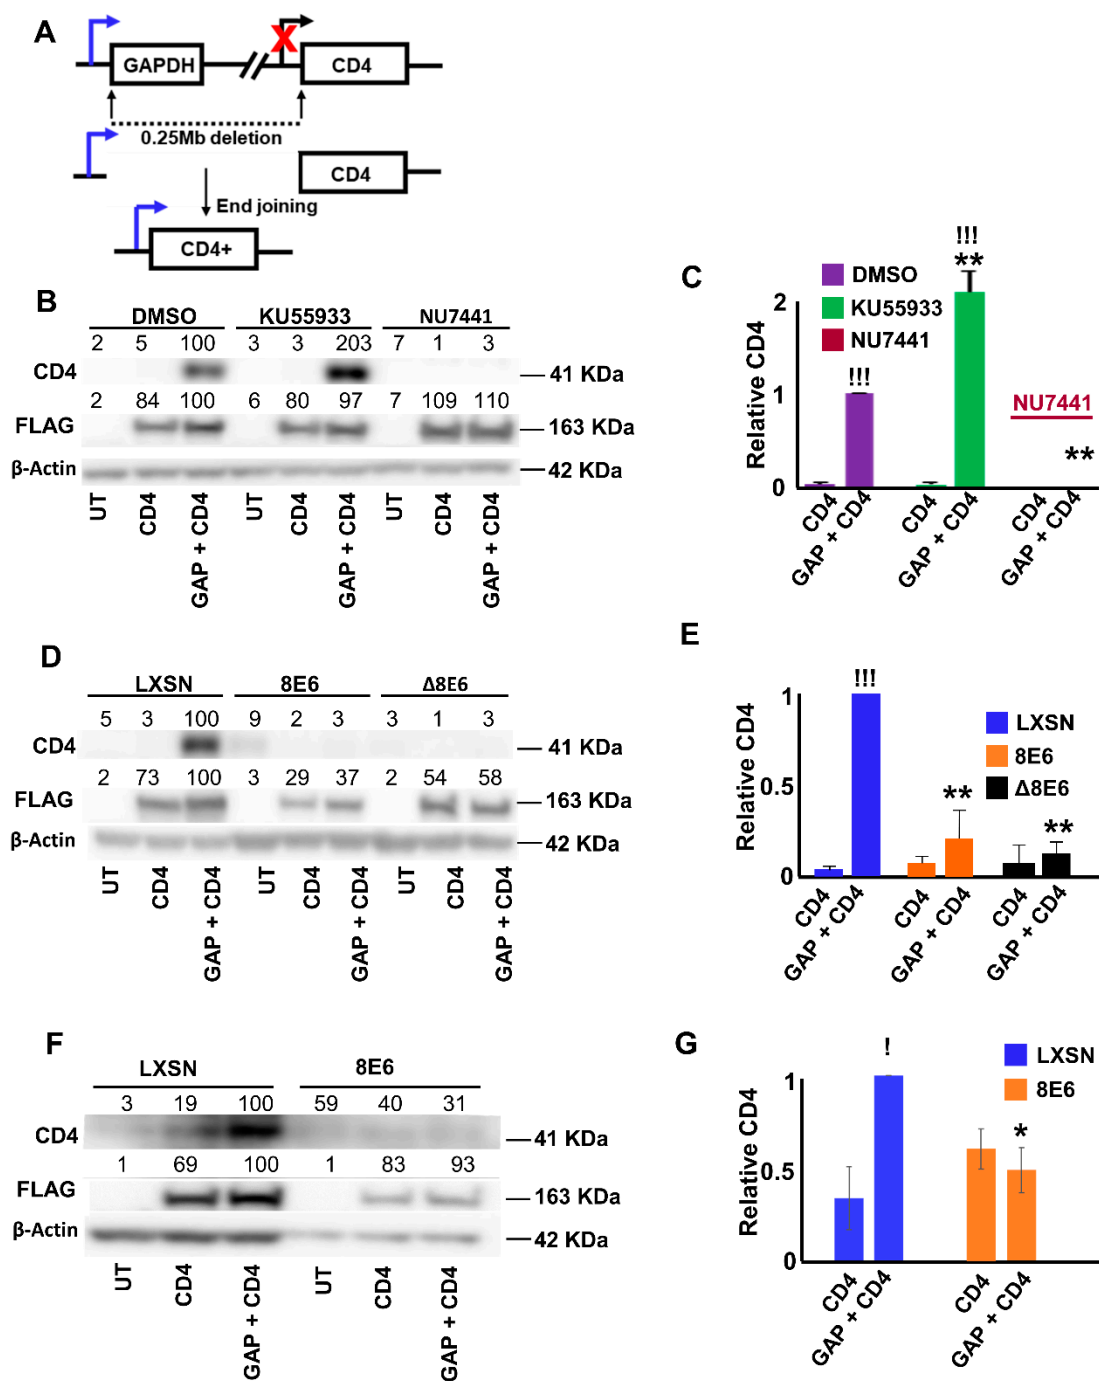 A
GAPDH
X
CD4
0.25Mb deletion
CD4
End joining
CD4+
B
DMSO KU55933 NU7441
2 5 100 3 3 203 7 1 3
CD4
41 KDa
2 84 100 6 80 97 7 109 110
FLAG
163 KDa
β-Actin
42 KDa
UT CD4 GAP + CD4 UT CD4 GAP + CD4 UT CD4 GAP + CD4
C
DMSO
KU55933
NU7441
Relative CD4
2
1
0
!!!
!!!
**
NU7441
**
CD4 GAP + CD4 CD4 GAP + CD4 CD4 GAP + CD4
D
LXSN 8E6 Δ8E6
5 3 100 9 2 3 3 1 3
CD4
41 KDa
2 73 100 3 29 37 2 54 58
FLAG
163 KDa
β-Actin
42 KDa
UT CD4 GAP + CD4 UT CD4 GAP + CD4 UT CD4 GAP + CD4
E
Relative CD4
1
0.5
0
!!!
**
**
LXSN
8E6
Δ8E6
CD4 GAP + CD4 CD4 GAP + CD4 CD4 GAP + CD4
F
LXSN 8E6
3 19 100 59 40 31
CD4
41 KDa
1 69 100 1 83 93
FLAG
163 KDa
β-Actin
42 KDa
UT CD4 GAP + CD4 UT CD4 GAP + CD4
G
Relative CD4
1
0.5
0
!
*
LXSN
8E6
CD4 GAP + CD4 CD4 GAP + CD4